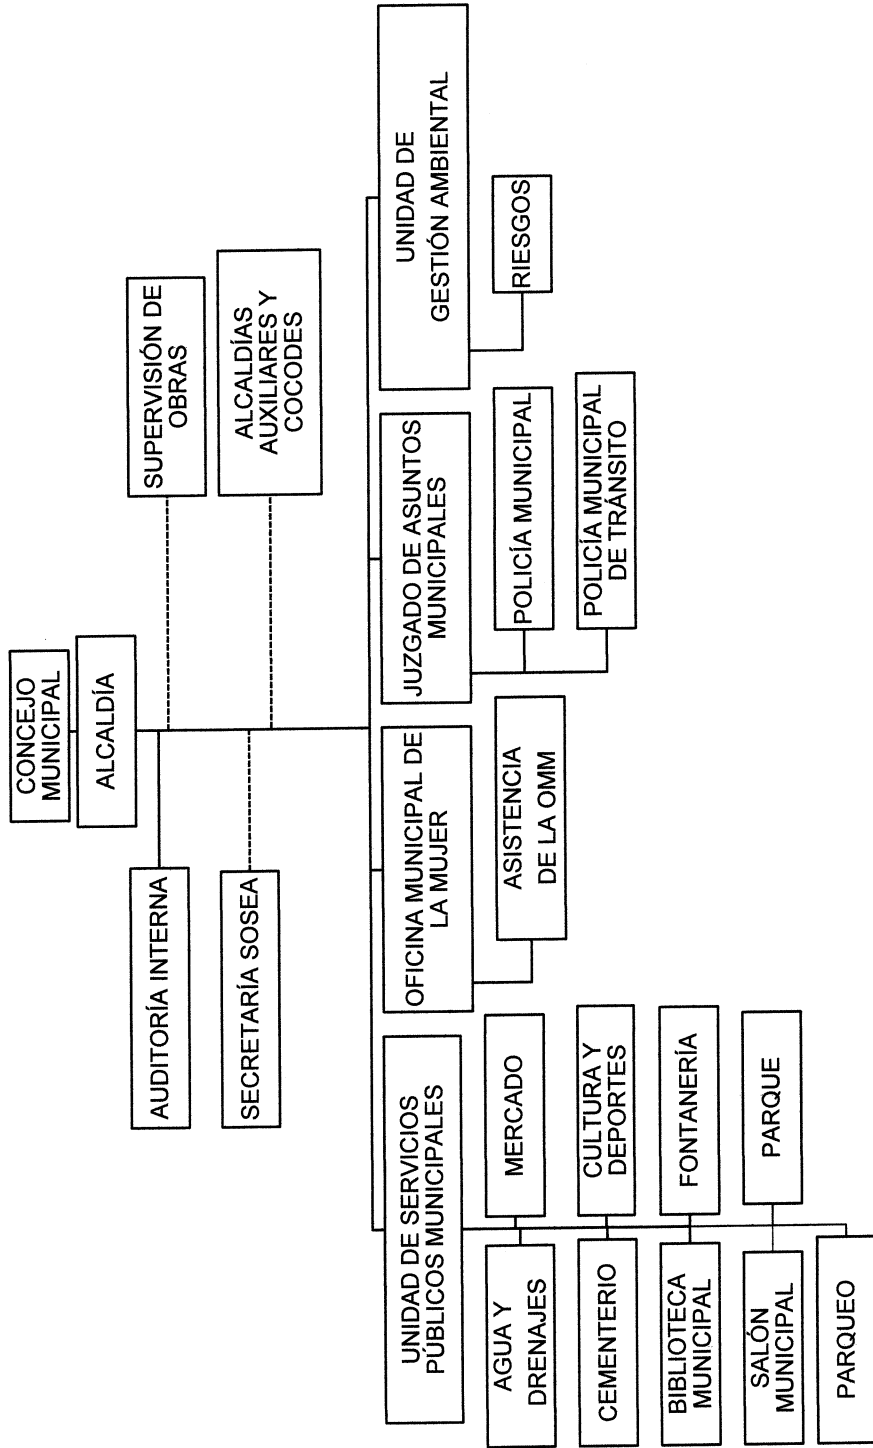 CONCEJO
MUNICIPAL
ALCALDÍA
AUDITORÍA INTERNA
SUPERVISIÓN DE
OBRAS
SECRETARÍA SOSEA
ALCALDÍAS
AUXILIARES Y
COCODES
UNIDAD DE SERVICIOS
PÚBLICOS MUNICIPALES
OFICINA MUNICIPAL DE
LA MUJER
JUZGADO DE ASUNTOS
MUNICIPALES
UNIDAD DE
GESTIÓN AMBIENTAL
AGUA Y
DRENAJES
MERCADO
CEMENTERIO
CULTURA Y
DEPORTES
BIBLIOTECA
MUNICIPAL
FONTANERÍA
SALÓN
MUNICIPAL
PARQUE
PARQUEO
ASISTENCIA
DE LA OMM
POLICÍA MUNICIPAL
POLICÍA MUNICIPAL
DE TRÁNSITO
RIESGOS